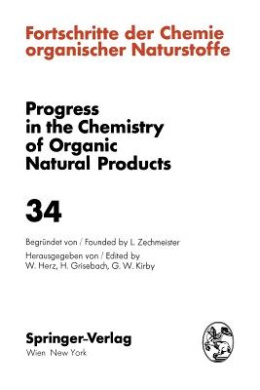 Fortschritte der Chemie
organischer Naturstoffe
Progress
in the Chemistry
of Organic
Natural Products
34
Begründet von / Founded by L. Zechmeister
Herausgegeben von / Edited by
W. Herz, H. Grisebach, G. W. Kirby
Springer-Verlag
Wien New York